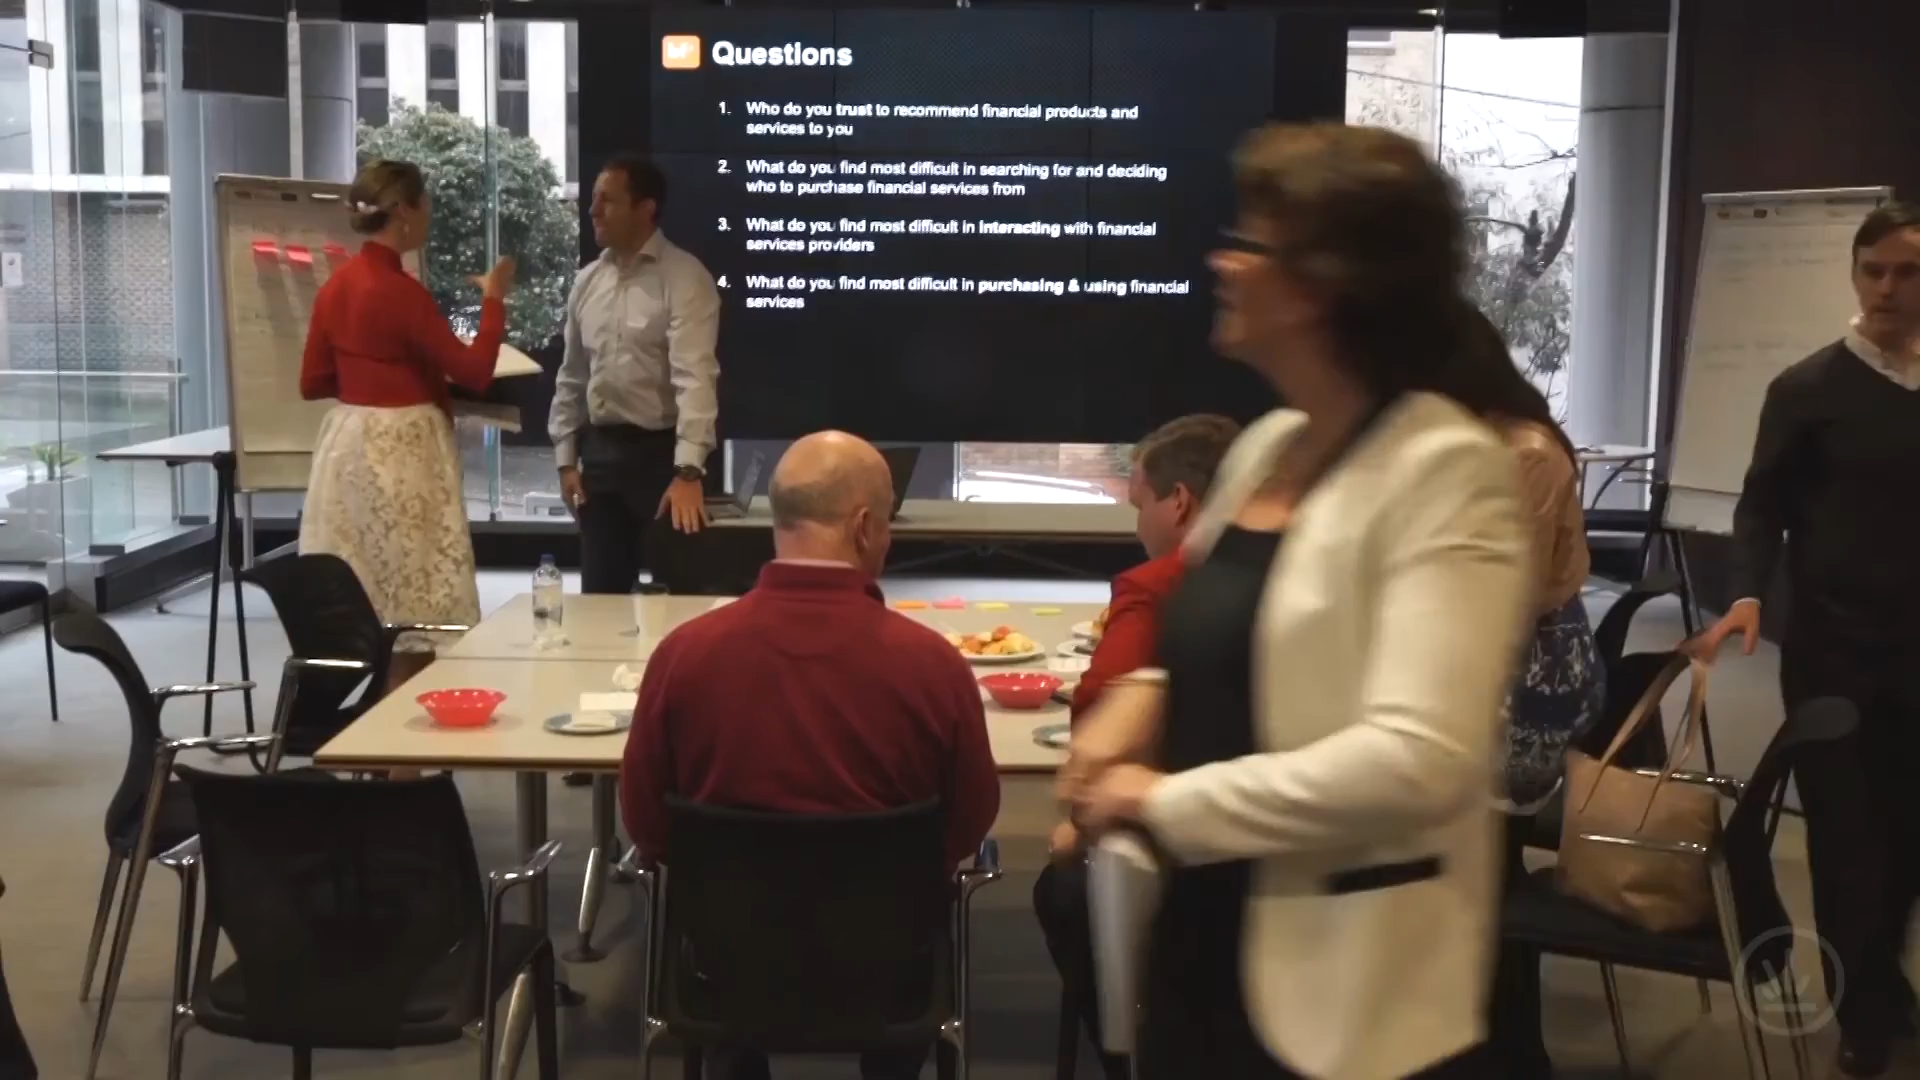 Questions
1. Who do you trust to recommend financial products and
services to you
2. What do you find most difficult in searching for and deciding
who to purchase financial services from
3. What do you find most difficult in interacting with financial
services providers
4. What do you find most difficult in purchasing & using financial
services